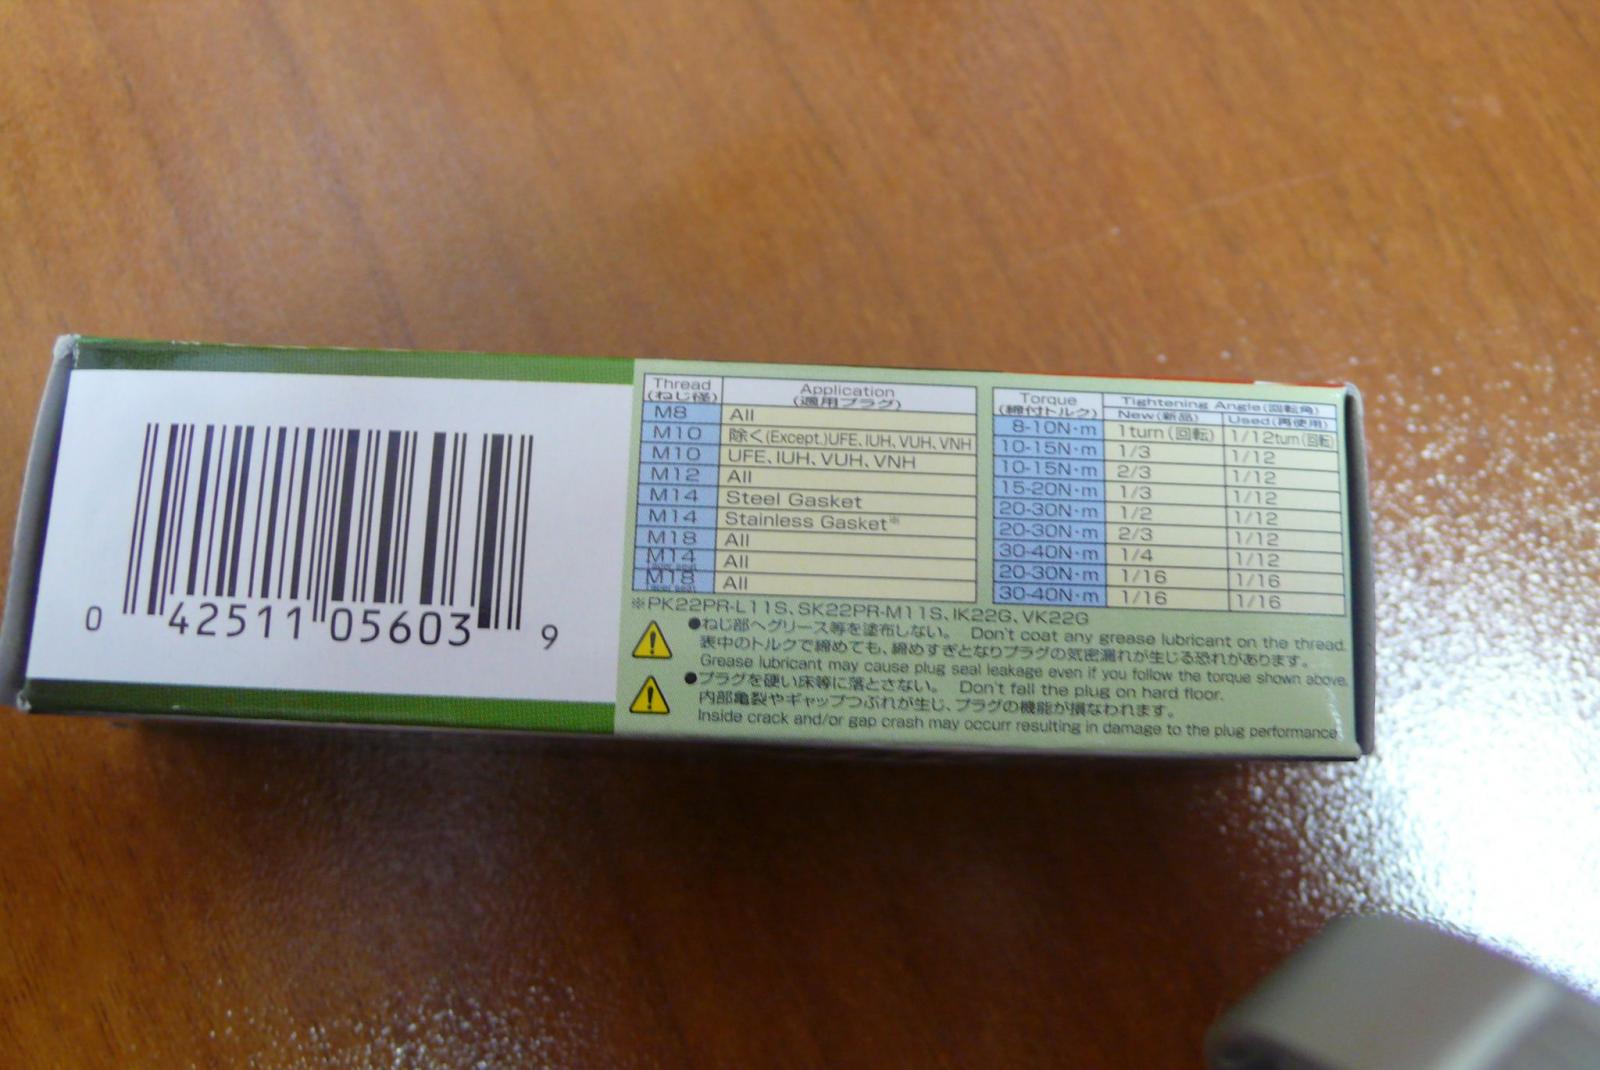 0 42511 05603 9
Thread Application
(ねじ径) (適用プラグ)
M8 All
M10 除く(Except.)UFE、IUH、VUH、VNH
M10 UFE、IUH、VUH、VNH
M12 All
M14 Steel Gasket
M14 Stainless Gasket※
M18 All
M14 All
M18 All
Torque Tightening Angle(回転角)
(締付トルク) New(新品) Used(再使用)
8-10N·m 1turn(回転) 1/12turn(回転)
10-15N·m 1/3 1/12
10-15N·m 2/3 1/12
15-20N·m 1/3 1/12
20-30N·m 1/2 1/12
20-30N·m 2/3 1/12
30-40N·m 1/4 1/12
20-30N·m 1/16 1/16
30-40N·m 1/16 1/16
※PK22PR-L11S、SK22PR-M11S、IK22G、VK22G
●ねじ部へグリース等を塗布しない。 Don't coat any grease lubricant on the thread.
表中のトルクで締めても、締めすぎとなりプラグの気密漏れが生じる恐れがあります。
Grease lubricant may cause plug seal leakage even if you follow the torque shown above.
●プラグを硬い床等に落とさない。 Don't fall the plug on hard floor.
内部亀裂やギャップつぶれが生じ、プラグの機能が損なわれます。
Inside crack and/or gap crash may occurr resulting in damage to the plug performance